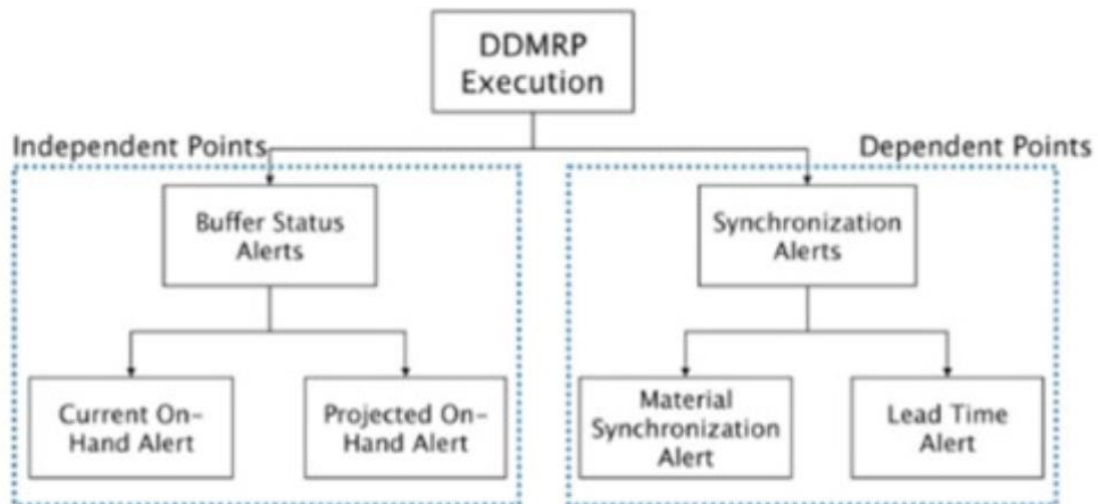 DDMRP
Execution
Independent Points
Dependent Points
Buffer Status
Alerts
Synchronization
Alerts
Current On-
Hand Alert
Projected On-
Hand Alert
Material
Synchronization
Alert
Lead Time
Alert